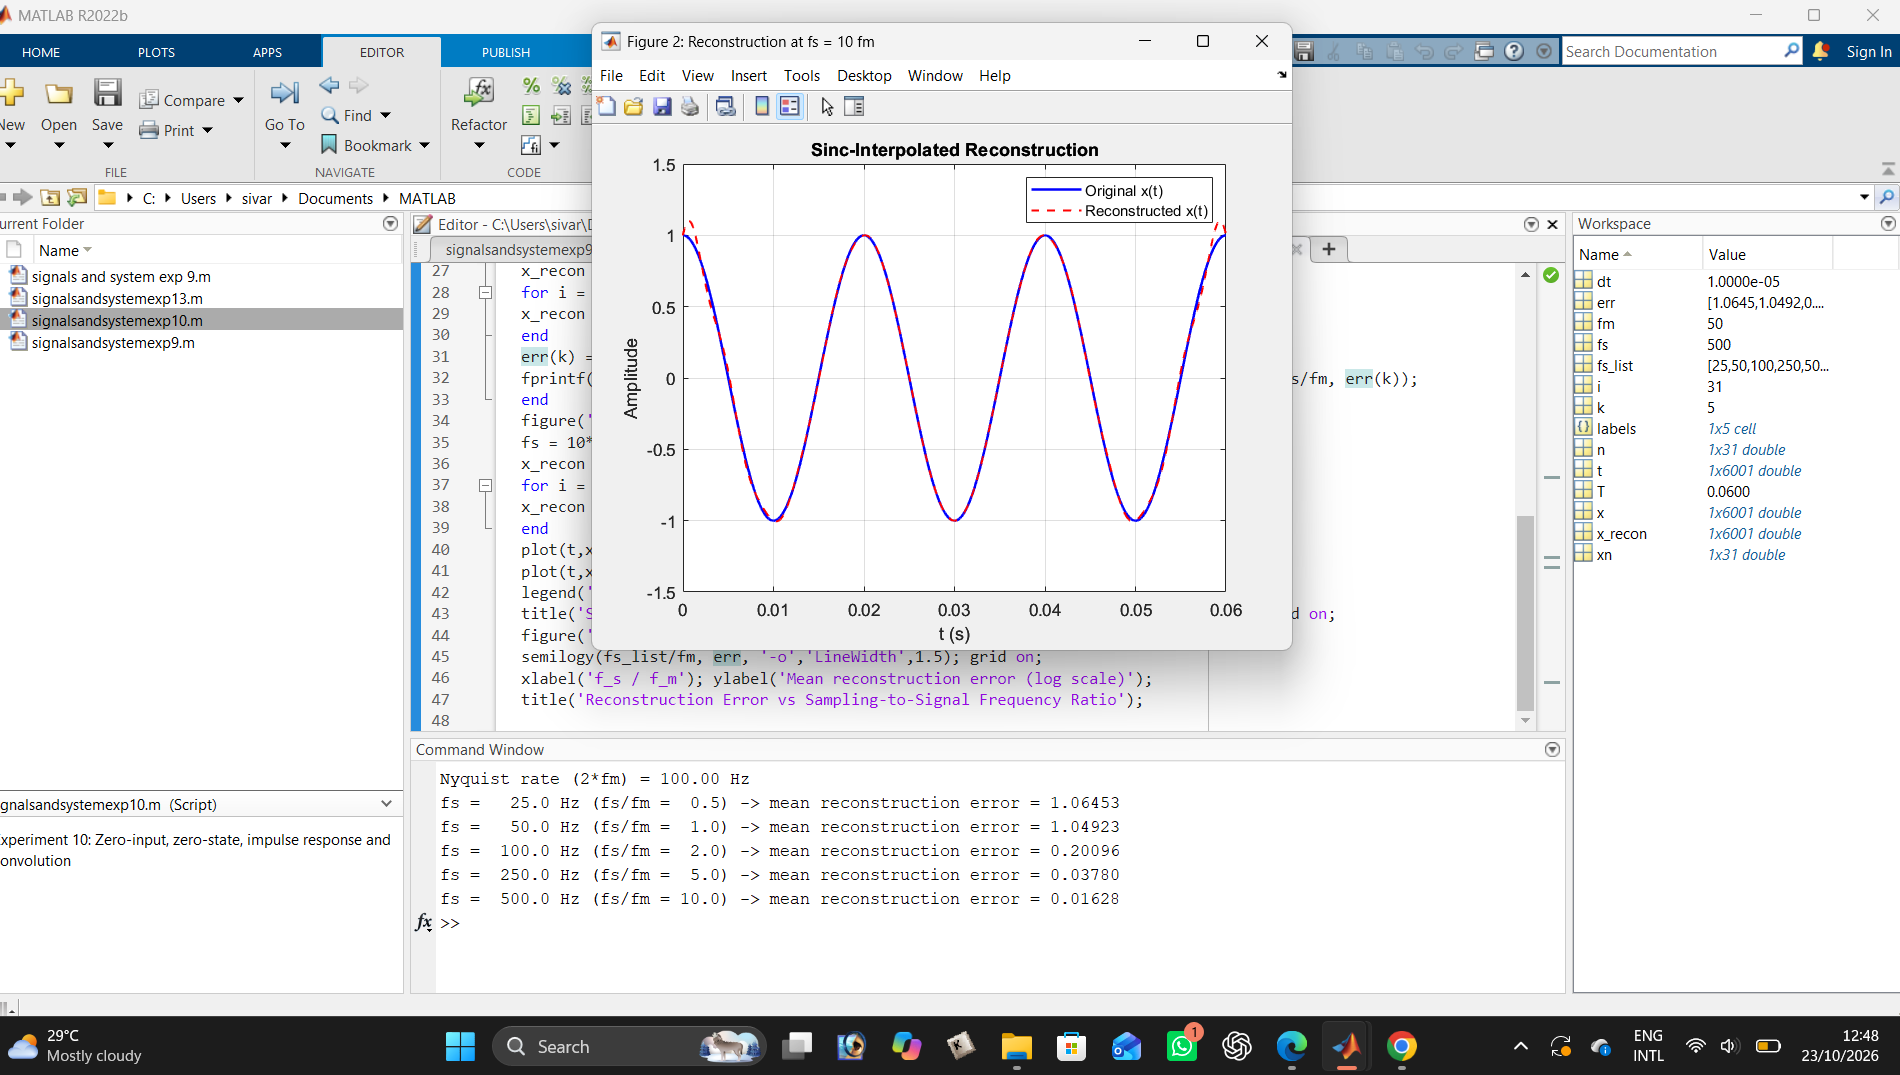 MATLAB R2022b
HOME
PLOTS
APPS
EDITOR
PUBLISH
Search Documentation
Sign In
New
Open
Save
Compare
Print
FILE
Go To
Find
Bookmark
NAVIGATE
Refactor
CODE
C: Users sivar Documents MATLAB
urrent Folder
Name
signals and system exp 9.m
signalsandsystemexp13.m
signalsandsystemexp10.m
signalsandsystemexp9.m
gnalsandsystemexp10.m (Script)
xperiment 10: Zero-input, zero-state, impulse response and
onvolution
Editor - C:\Users\sivar\
signalsandsystemexp9
27 x_recon
28 for i =
29 x_recon
30 end
31 err(k) =
32 fprintf( s/fm, err(k));
33 end
34 figure('
35 fs = 10*
36 x_recon
37 for i =
38 x_recon
39 end
40 plot(t,x
41 plot(t,x
42 legend('
43 title('S d on;
44 figure('
45 semilogy(fs_list/fm, err, '-o','LineWidth',1.5); grid on;
46 xlabel('f_s / f_m'); ylabel('Mean reconstruction error (log scale)');
47 title('Reconstruction Error vs Sampling-to-Signal Frequency Ratio');
48
Figure 2: Reconstruction at fs = 10 fm
File Edit View Insert Tools Desktop Window Help
Sinc-Interpolated Reconstruction
Original x(t)
Reconstructed x(t)
1.5
1
0.5
0
-0.5
-1
-1.5
Amplitude
0 0.01 0.02 0.03 0.04 0.05 0.06
t (s)
Command Window
Nyquist rate (2*fm) = 100.00 Hz
fs = 25.0 Hz (fs/fm = 0.5) -> mean reconstruction error = 1.06453
fs = 50.0 Hz (fs/fm = 1.0) -> mean reconstruction error = 1.04923
fs = 100.0 Hz (fs/fm = 2.0) -> mean reconstruction error = 0.20096
fs = 250.0 Hz (fs/fm = 5.0) -> mean reconstruction error = 0.03780
fs = 500.0 Hz (fs/fm = 10.0) -> mean reconstruction error = 0.01628
fx >>
Workspace
Name Value
dt 1.0000e-05
err [1.0645,1.0492,0....
fm 50
fs 500
fs_list [25,50,100,250,50...
i 31
k 5
labels 1x5 cell
n 1x31 double
t 1x6001 double
T 0.0600
x 1x6001 double
x_recon 1x6001 double
xn 1x31 double
29°C
Mostly cloudy
Search
1
ENG
INTL
12:48
23/10/2026